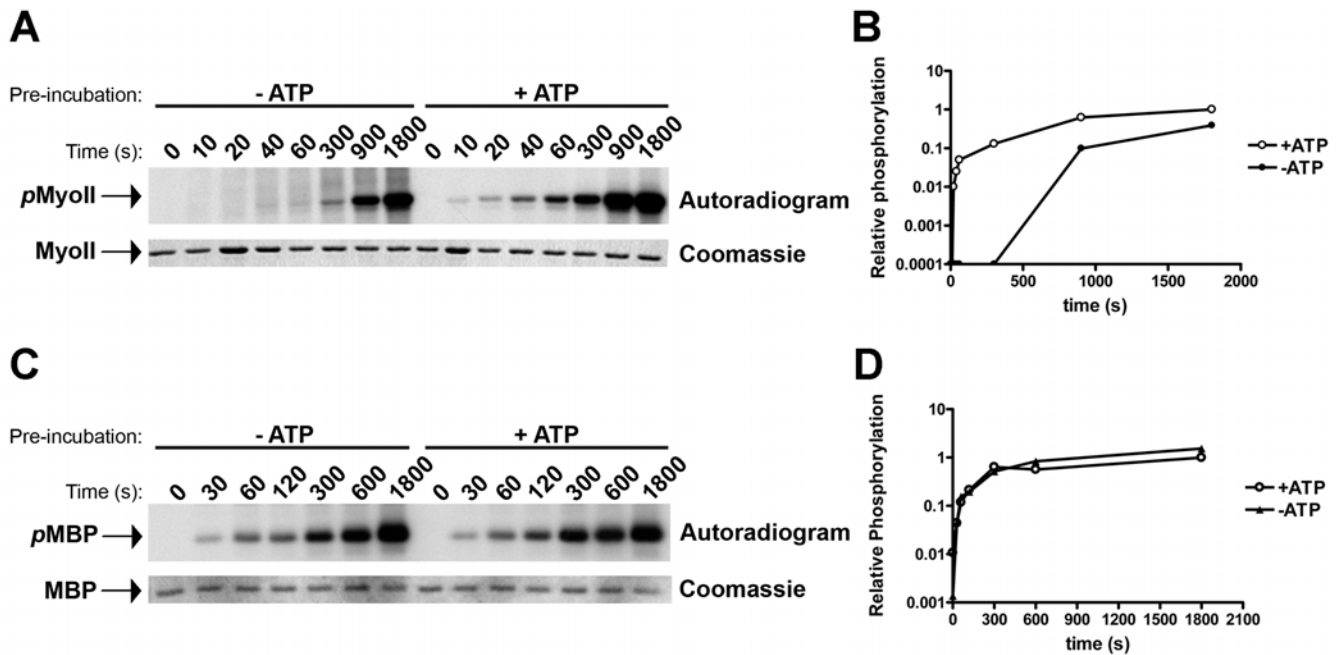 A
Pre-incubation: - ATP + ATP
Time (s): 0 10 20 40 60 300 900 1800 0 10 20 40 60 300 900 1800
pMyoII Autoradiogram
MyoII Coomassie
B
Relative phosphorylation
10
1
0.1
0.01
0.001
0.0001
0 500 1000 1500 2000
time (s)
+ATP
-ATP
C
Pre-incubation: - ATP + ATP
Time (s): 0 30 60 120 300 600 1800 0 30 60 120 300 600 1800
pMBP Autoradiogram
MBP Coomassie
D
Relative Phosphorylation
10
1
0.1
0.01
0.001
0 300 600 900 1200 1500 1800 2100
time (s)
+ATP
-ATP